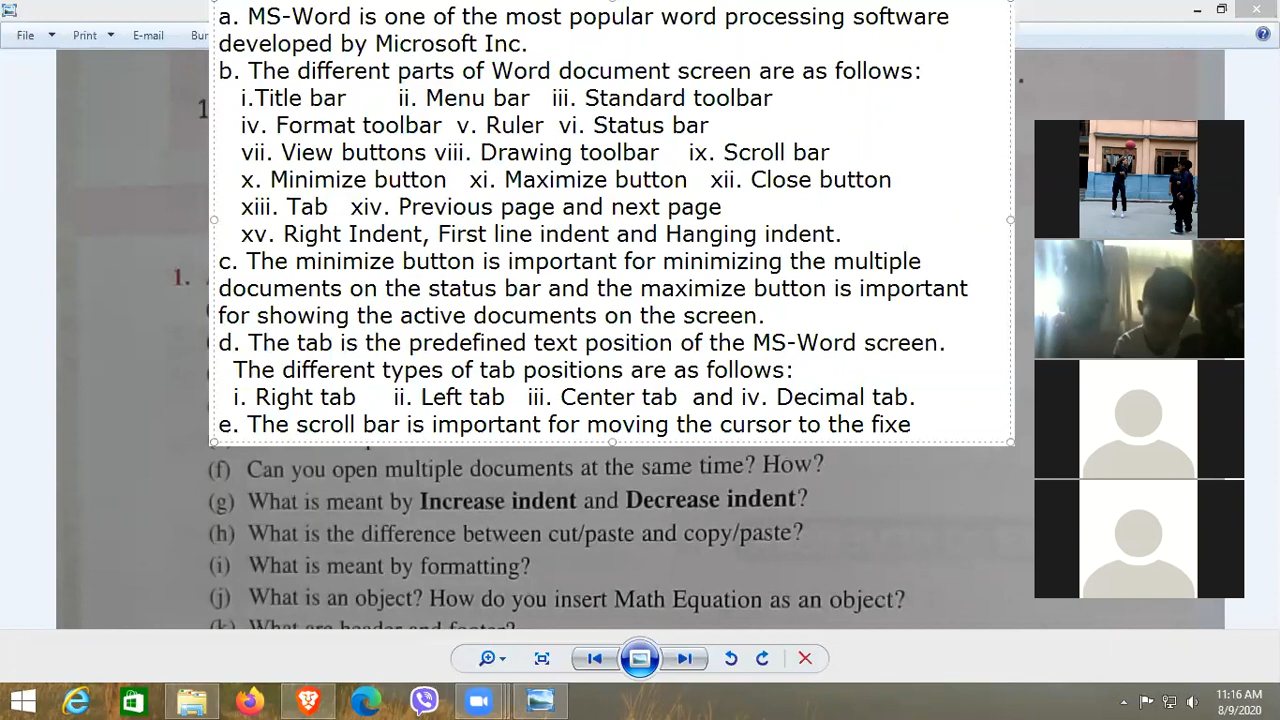 File
Print
E-mail
a. MS-Word is one of the most popular word processing software
developed by Microsoft Inc.
b. The different parts of Word document screen are as follows:
i.Title bar ii. Menu bar iii. Standard toolbar
iv. Format toolbar v. Ruler vi. Status bar
vii. View buttons viii. Drawing toolbar ix. Scroll bar
x. Minimize button xi. Maximize button xii. Close button
xiii. Tab xiv. Previous page and next page
xv. Right Indent, First line indent and Hanging indent.
c. The minimize button is important for minimizing the multiple
documents on the status bar and the maximize button is important
for showing the active documents on the screen.
d. The tab is the predefined text position of the MS-Word screen.
The different types of tab positions are as follows:
i. Right tab ii. Left tab iii. Center tab and iv. Decimal tab.
e. The scroll bar is important for moving the cursor to the fixe
1.
(f) Can you open multiple documents at the same time? How?
(g) What is meant by Increase indent and Decrease indent?
(h) What is the difference between cut/paste and copy/paste?
(i) What is meant by formatting?
(j) What is an object? How do you insert Math Equation as an object?
(k) What are header and footer?
11:16 AM
8/9/2020